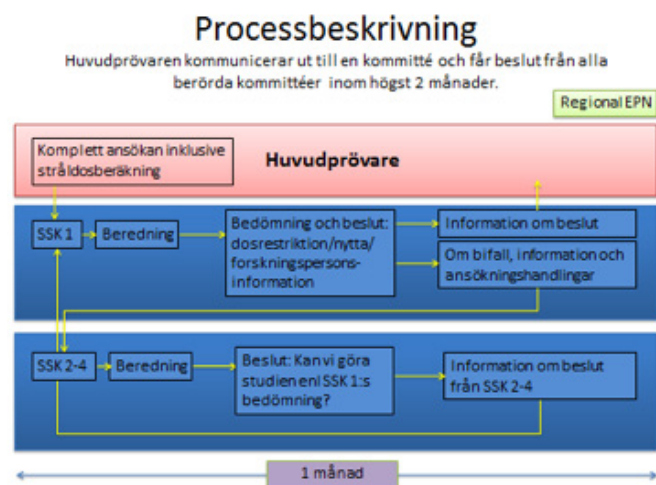 Processbeskrivning
Huvudprövaren kommunicerar ut till en kommitté och får beslut från alla
berörda kommittéer inom högst 2 månader.
Regional EPN
Komplett ansökan inklusive
stråldosberäkning
Huvudprövare
SSK 1
Beredning
Bedömning och beslut:
dosrestriktion/nytta/
forskningspersons-
information
Information om beslut
Om bifall, information och
ansökningshandlingar
SSK 2-4
Beredning
Beslut: Kan vi göra
studien enl SSK 1:s
bedömning?
Information om beslut
från SSK 2-4
1 månad